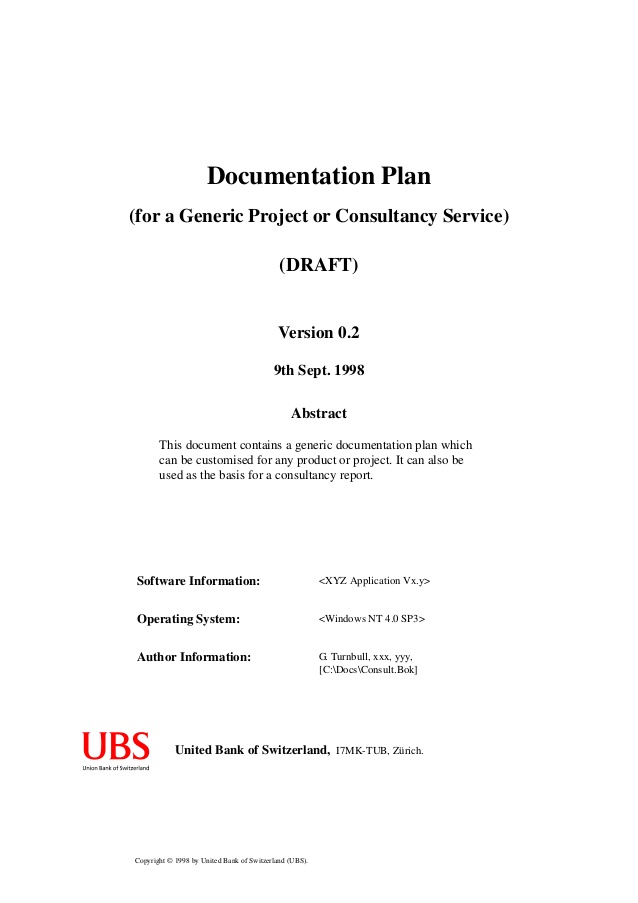 Documentation Plan
(for a Generic Project or Consultancy Service)
(DRAFT)
Version 0.2
9th Sept. 1998
Abstract
This document contains a generic documentation plan which
can be customised for any product or project. It can also be
used as the basis for a consultancy report.
Software Information: <XYZ Application Vx.y>
Operating System: <Windows NT 4.0 SP3>
Author Information: G. Turnbull, xxx, yyy,
[C:\Docs\Consult.Bok]
UBS
Union Bank of Switzerland
United Bank of Switzerland, I7MK-TUB, Zürich.
Copyright © 1998 by United Bank of Switzerland (UBS).